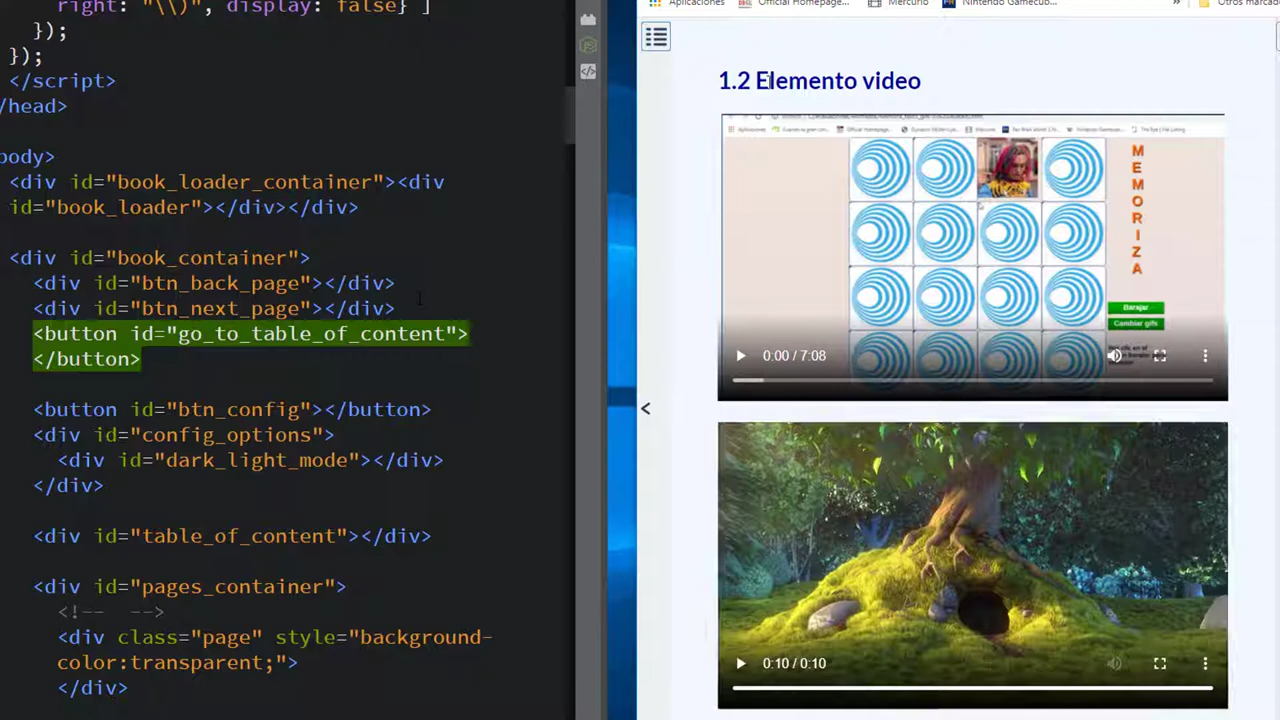 right: "\\)", display: false} ]
});
});
</script>
/head>
body>
<div id="book_loader_container"><div
id="book_loader"></div></div>
<div id="book_container">
<div id="btn_back_page"></div>
<div id="btn_next_page"></div>
<button id="go_to_table_of_content">
</button>
<button id="btn_config"></button>
<div id="config_options">
<div id="dark_light_mode"></div>
</div>
<div id="table_of_content"></div>
<div id="pages_container">
<!-- -->
<div class="page" style="background-
color:transparent;">
</div>
Aplicaciones Official Homepage... Mercurio Nintendo Gamecub... » Otros marcado
1.2 Elemento video
MEMORIZA
Barajar
Cambiar gifs
0:00 / 7:08
<
0:10 / 0:10